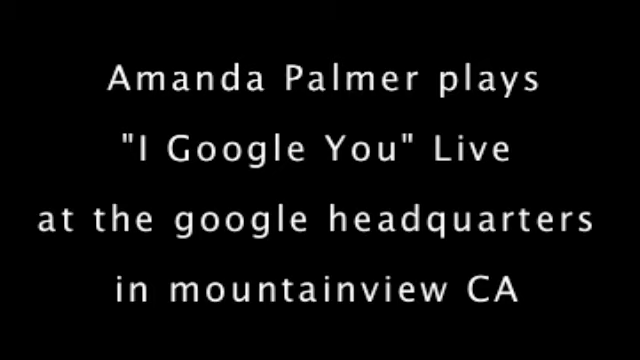 Amanda Palmer plays
"I Google You" Live
at the google headquarters
in mountainview CA